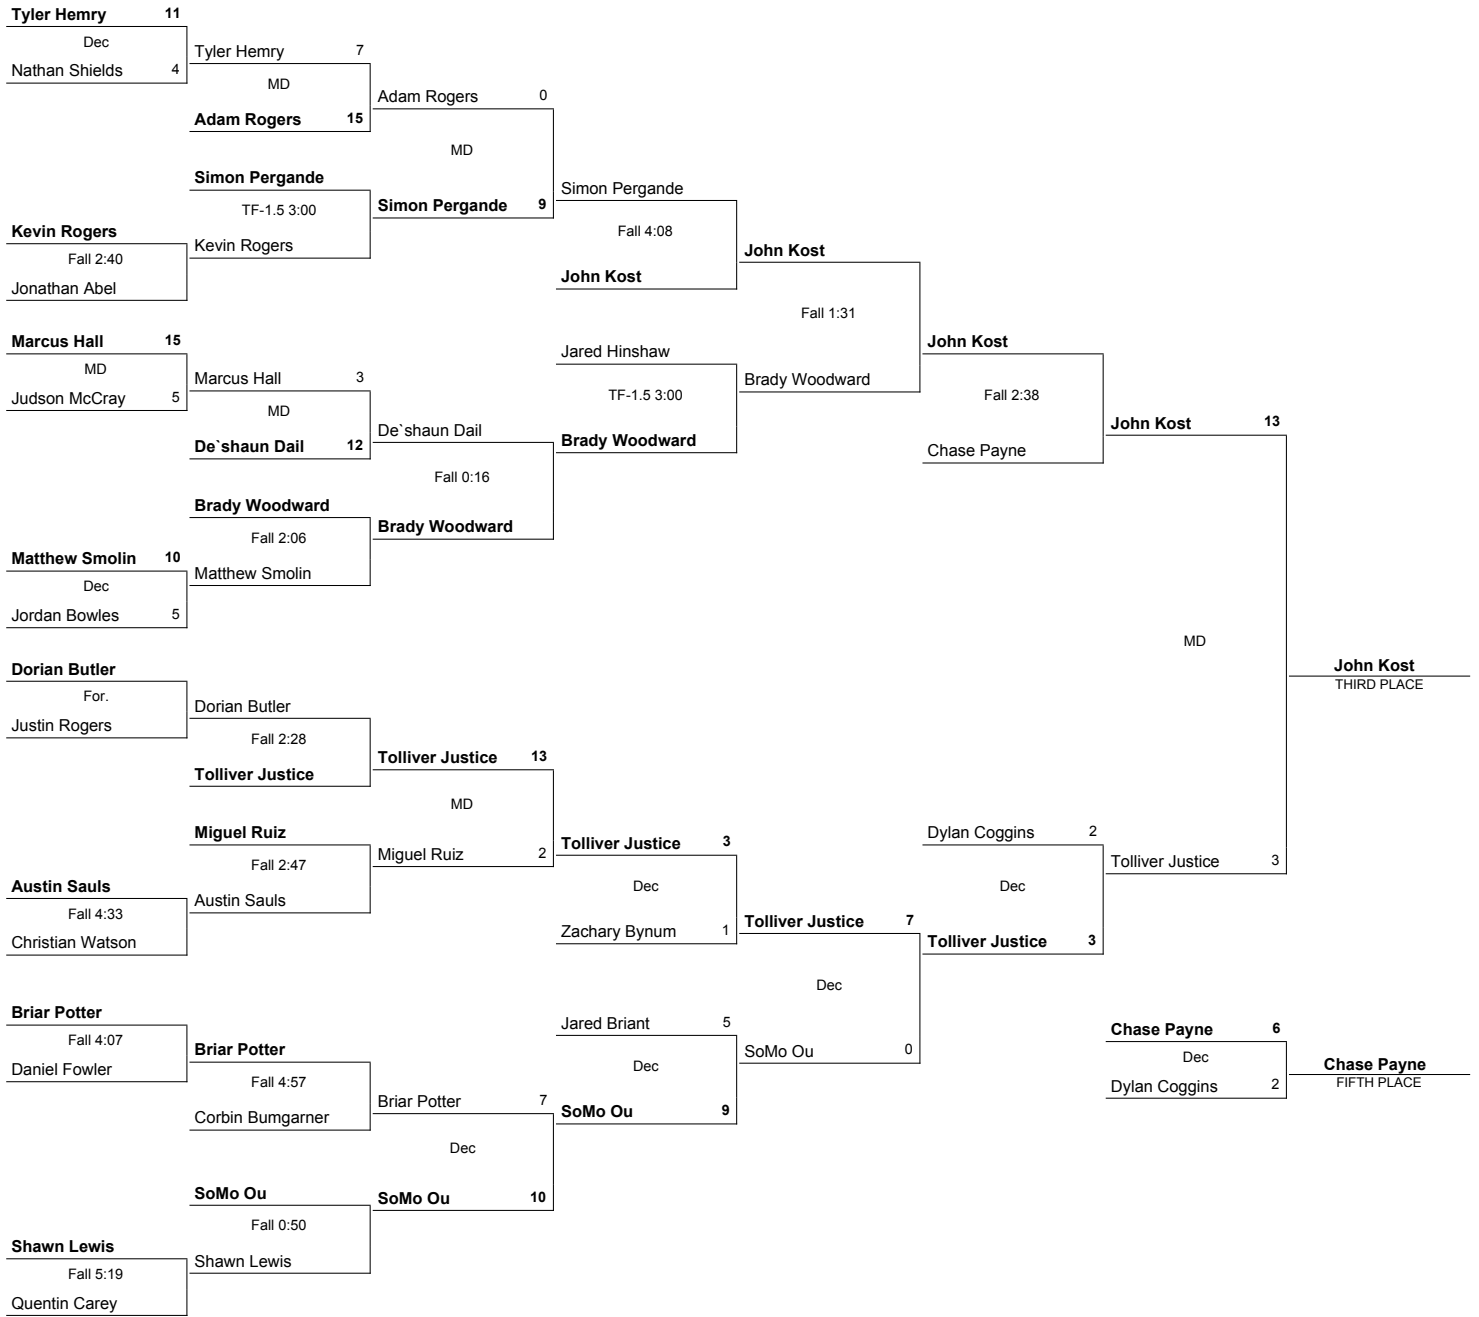 Tyler Hemry 11
Dec
Nathan Shields 4
Tyler Hemry 7
MD
Adam Rogers 15
Adam Rogers 0
MD
Simon Pergande
TF-1.5 3:00
Kevin Rogers
Simon Pergande 9
Kevin Rogers
Fall 2:40
Jonathan Abel
Simon Pergande
Fall 4:08
John Kost
John Kost
Fall 1:31
Marcus Hall 15
MD
Judson McCray 5
Marcus Hall 3
MD
De`shaun Dail 12
De`shaun Dail
Fall 0:16
Brady Woodward
Fall 2:06
Matthew Smolin
Brady Woodward
Matthew Smolin 10
Dec
Jordan Bowles 5
Jared Hinshaw
TF-1.5 3:00
Brady Woodward
Brady Woodward
John Kost
Fall 2:38
Chase Payne
John Kost 13
MD
John Kost
THIRD PLACE
Dorian Butler
For.
Justin Rogers
Dorian Butler
Fall 2:28
Tolliver Justice
Tolliver Justice 13
MD
Miguel Ruiz
Fall 2:47
Austin Sauls
Miguel Ruiz 2
Austin Sauls
Fall 4:33
Christian Watson
Tolliver Justice 3
Dec
Zachary Bynum 1
Tolliver Justice 7
Dec
Dylan Coggins 2
Dec
Tolliver Justice 3
Tolliver Justice 3
Briar Potter
Fall 4:07
Daniel Fowler
Briar Potter
Fall 4:57
Corbin Bumgarner
Briar Potter 7
Dec
SoMo Ou
Fall 0:50
Shawn Lewis
SoMo Ou 10
Shawn Lewis
Fall 5:19
Quentin Carey
Jared Briant 5
Dec
SoMo Ou 9
SoMo Ou 0
Chase Payne 6
Dec
Dylan Coggins 2
Chase Payne
FIFTH PLACE